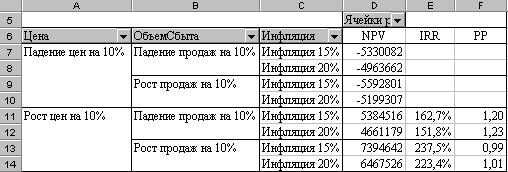 A B C D E F
5 Ячейки р
6 Цена ОбъемСбыта Инфляция NPV IRR PP
7 Падение цен на 10% Падение продаж на 10% Инфляция 15% -5330082
8 Инфляция 20% -4963662
9 Рост продаж на 10% Инфляция 15% -5592801
10 Инфляция 20% -5199307
11 Рост цен на 10% Падение продаж на 10% Инфляция 15% 5384516 162,7% 1,20
12 Инфляция 20% 4661179 151,8% 1,23
13 Рост продаж на 10% Инфляция 15% 7394642 237,5% 0,99
14 Инфляция 20% 6467526 223,4% 1,01